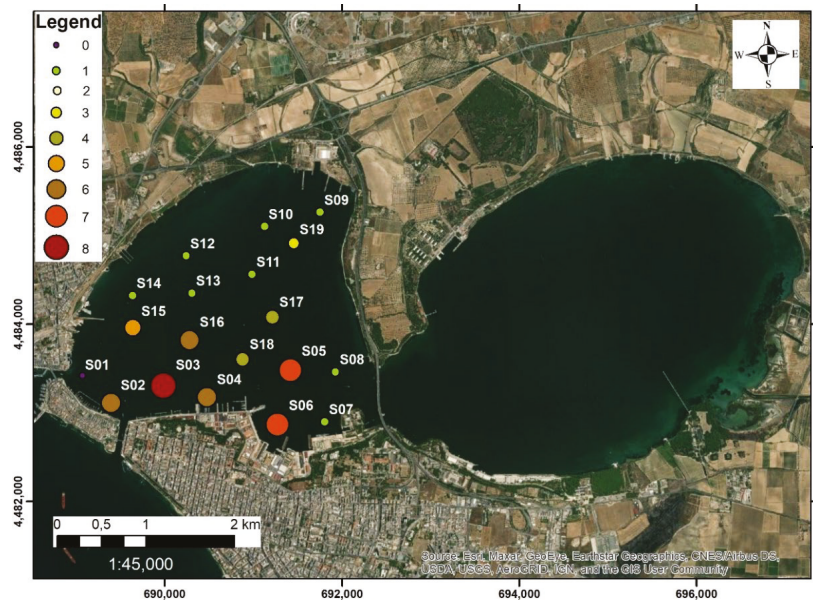 Legend
0
1
2
3
4
5
6
7
8
N
W E
S
4,486,000
4,484,000
4,482,000
S09
S10
S19
S12
S11
S13
S14
S15
S17
S16
S18
S05
S08
S01
S03
S02
S04
S06
S07
0 0,5 1 2 km
1:45,000
Source: Esri, Maxar, GeoEye, Earthstar Geographics, CNES/Airbus DS,
USDA, USGS, AeroGRID, IGN, and the GIS User Community
690,000 692,000 694,000 696,000